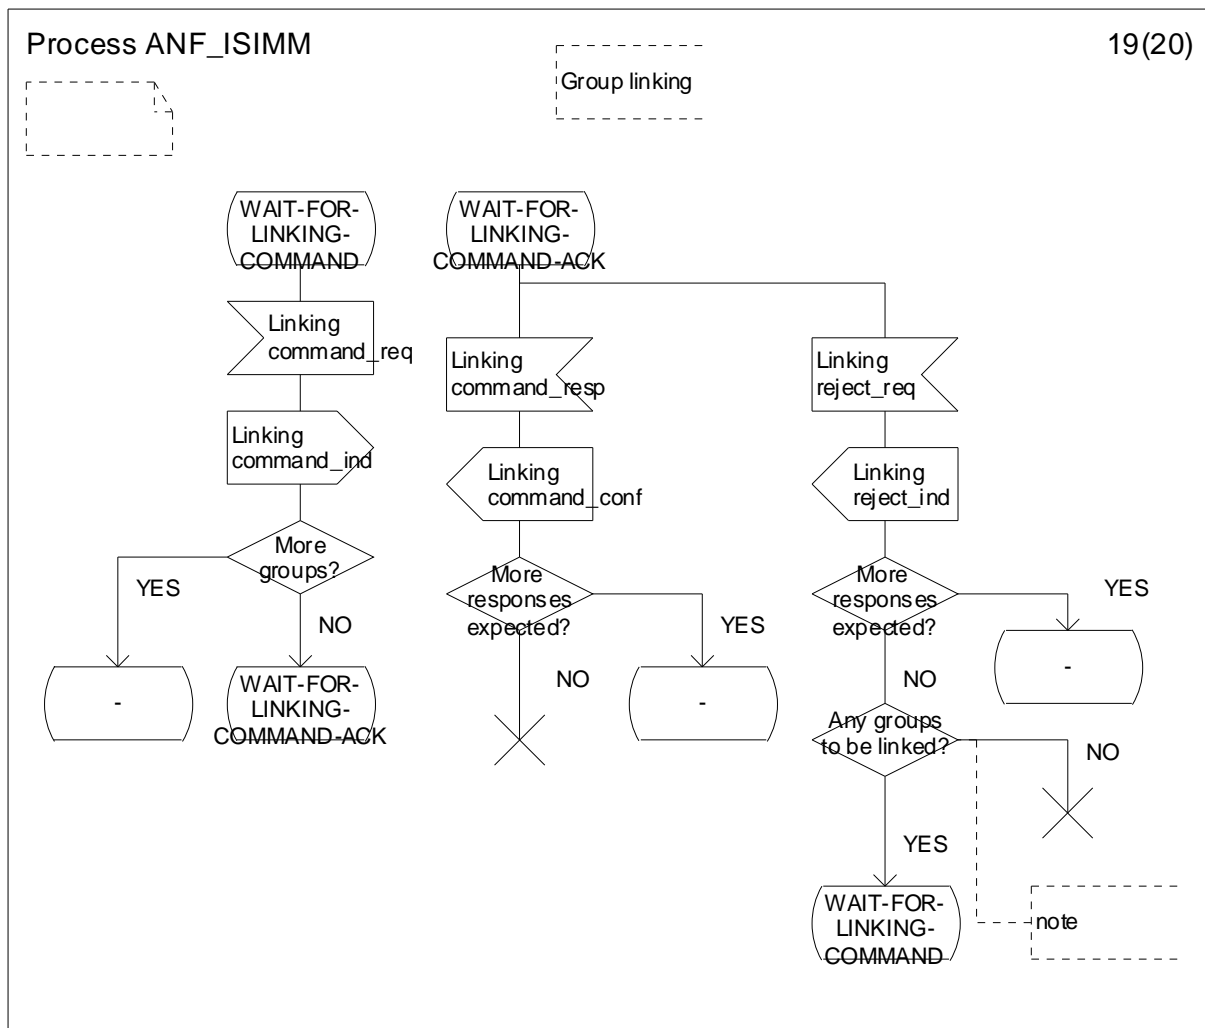 Process ANF_ISIMM
19(20)
Group linking
WAIT-FOR-
LINKING-
COMMAND
WAIT-FOR-
LINKING-
COMMAND-ACK
Linking
command_req
Linking
command_resp
Linking
reject_req
Linking
command_ind
Linking
command_conf
Linking
reject_ind
More
groups?
YES
NO
More
responses
expected?
YES
NO
More
responses
expected?
YES
NO
-
WAIT-FOR-
LINKING-
COMMAND-ACK
-
-
Any groups
to be linked?
NO
YES
WAIT-FOR-
LINKING-
COMMAND
note